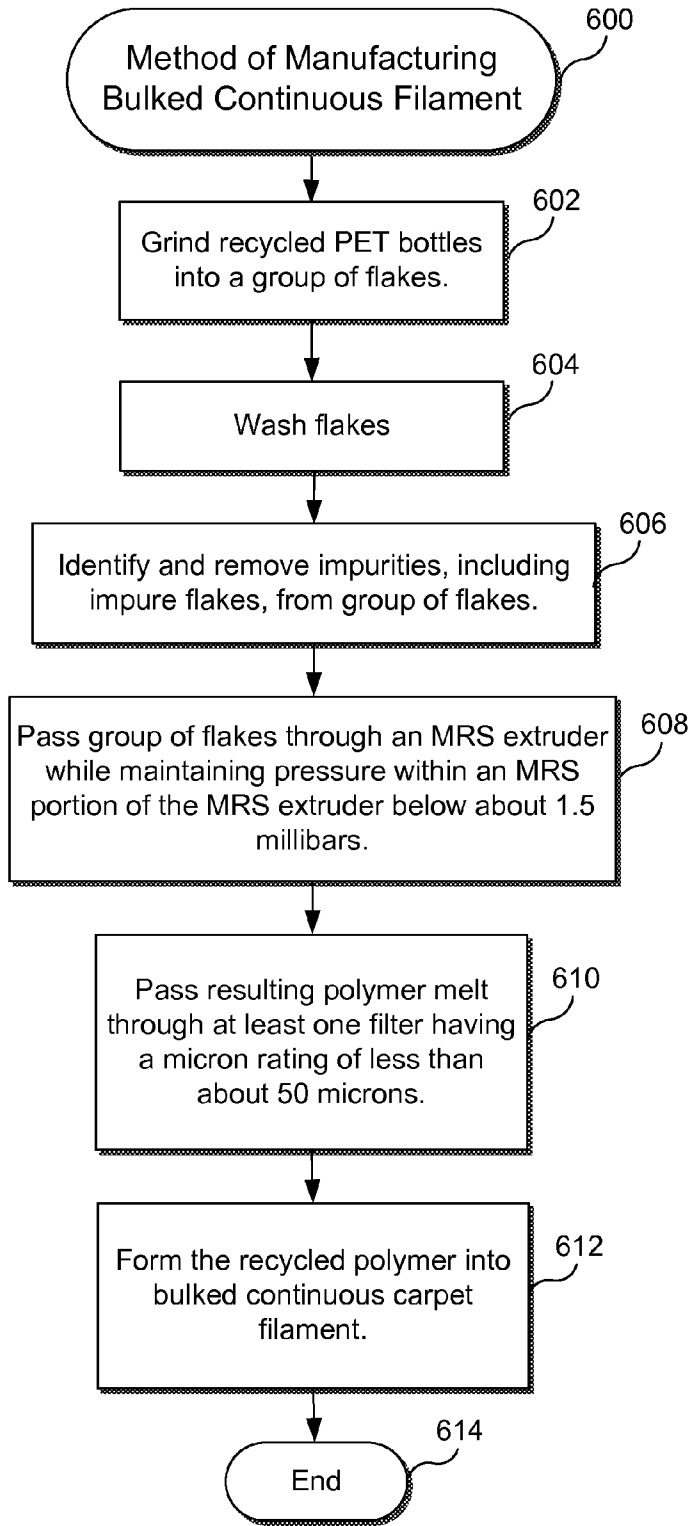 600
Method of Manufacturing
Bulked Continuous Filament
602
Grind recycled PET bottles
into a group of flakes.
604
Wash flakes
606
Identify and remove impurities, including
impure flakes, from group of flakes.
608
Pass group of flakes through an MRS extruder
while maintaining pressure within an MRS
portion of the MRS extruder below about 1.5
millibars.
610
Pass resulting polymer melt
through at least one filter having
a micron rating of less than
about 50 microns.
612
Form the recycled polymer into
bulked continuous carpet
filament.
614
End